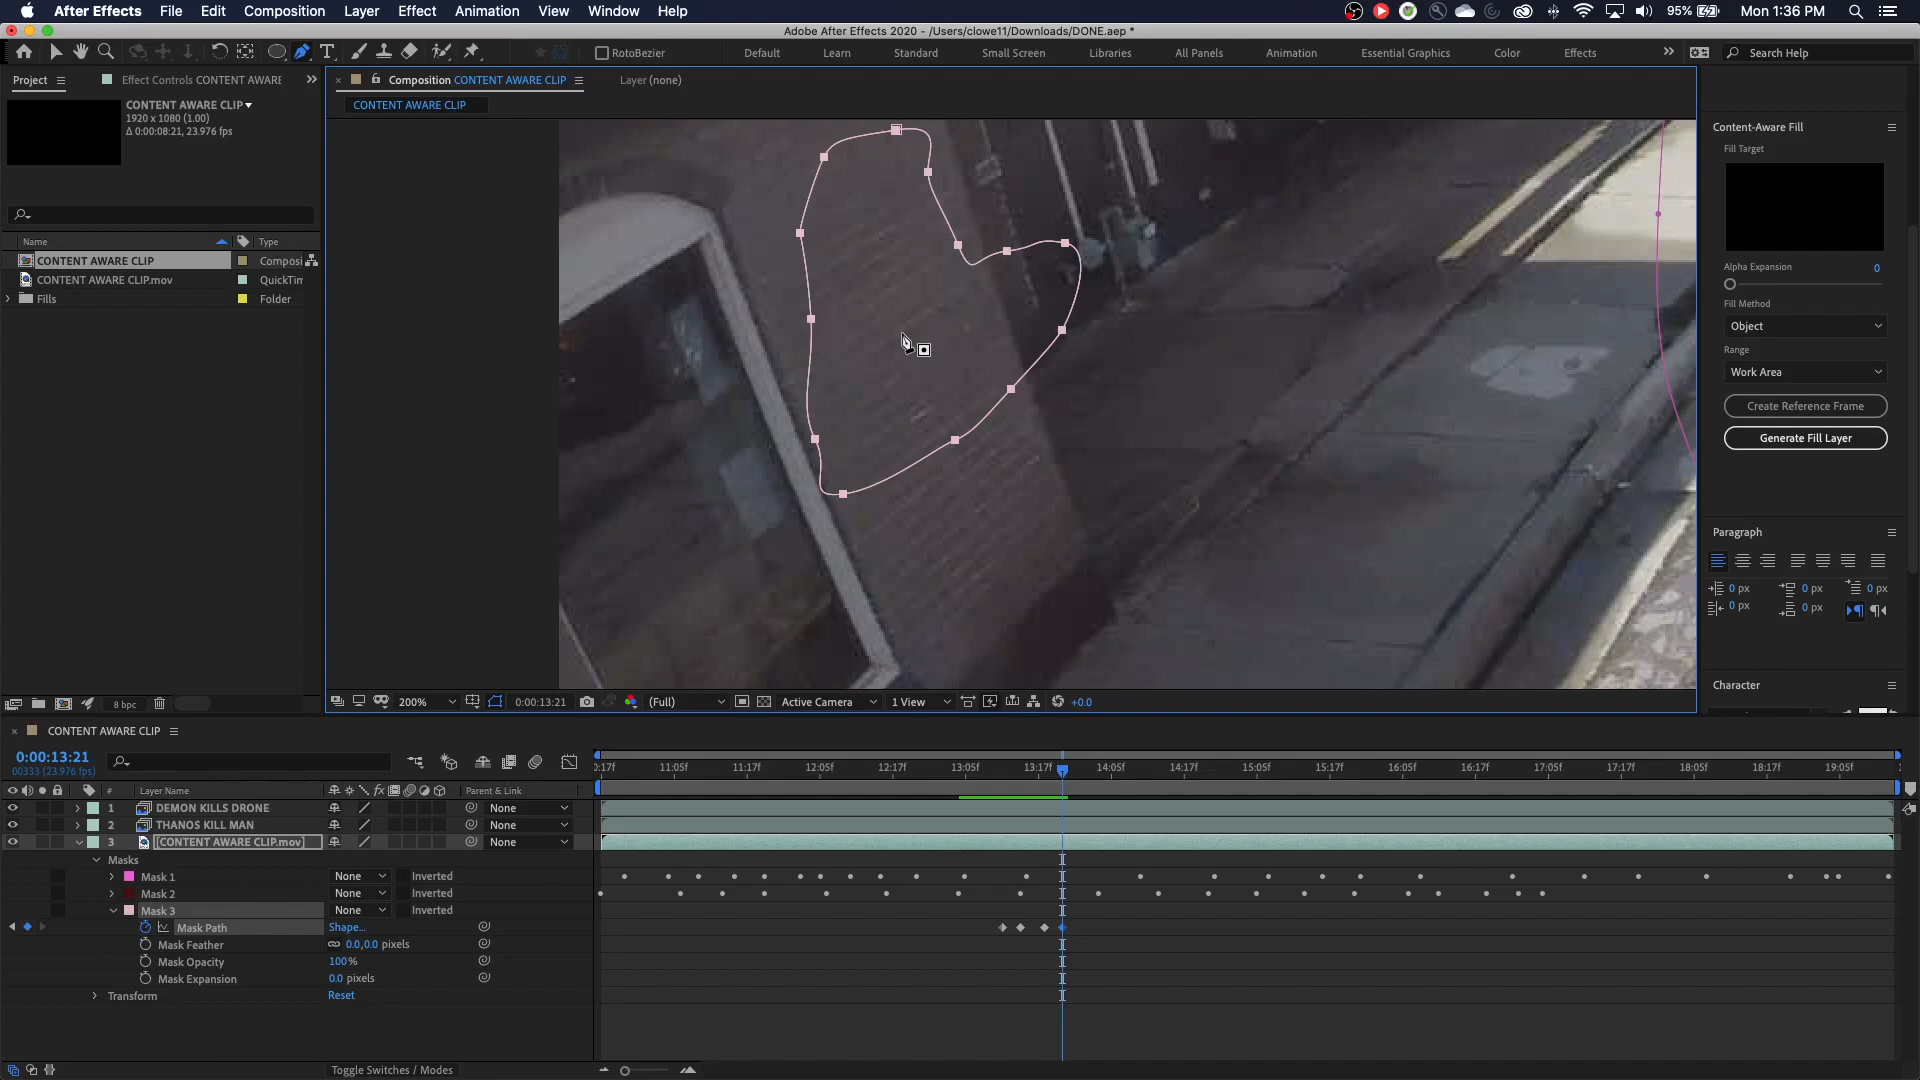 After Effects File Edit Composition Layer Effect Animation View Window Help 95% Mon 1:36 PM
Adobe After Effects 2020 - /Users/clowe11/Downloads/DONE.aep *
RotoBezier Default Learn Standard Small Screen Libraries All Panels Animation Essential Graphics Color Effects Search Help
Project Effect Controls CONTENT AWARE
Composition CONTENT AWARE CLIP Layer (none)
CONTENT AWARE CLIP
CONTENT AWARE CLIP
1920 x 1080 (1.00)
Δ 0:00:08:21, 23.976 fps
Name Type
CONTENT AWARE CLIP Composi
CONTENT AWARE CLIP.mov QuickTim
Fills Folder
8 bpc
200% 0:00:13:21 (Full) Active Camera 1 View +0.0
Content-Aware Fill
Fill Target
Alpha Expansion 0
Fill Method
Object
Range
Work Area
Create Reference Frame
Generate Fill Layer
Paragraph
0 px 0 px 0 px
0 px 0 px
Character
CONTENT AWARE CLIP
0:00:13:21
00333 (23.976 fps)
0:17f 11:05f 11:17f 12:05f 12:17f 13:05f 13:17f 14:05f 14:17f 15:05f 15:17f 16:05f 16:17f 17:05f 17:17f 18:05f 18:17f 19:05f
# Layer Name Parent & Link
1 DEMON KILLS DRONE None
2 THANOS KILL MAN None
3 [CONTENT AWARE CLIP.mov] None
Masks
Mask 1 None Inverted
Mask 2 None Inverted
Mask 3 None Inverted
Mask Path Shape...
Mask Feather 0.0,0.0 pixels
Mask Opacity 100%
Mask Expansion 0.0 pixels
Transform Reset
Toggle Switches / Modes